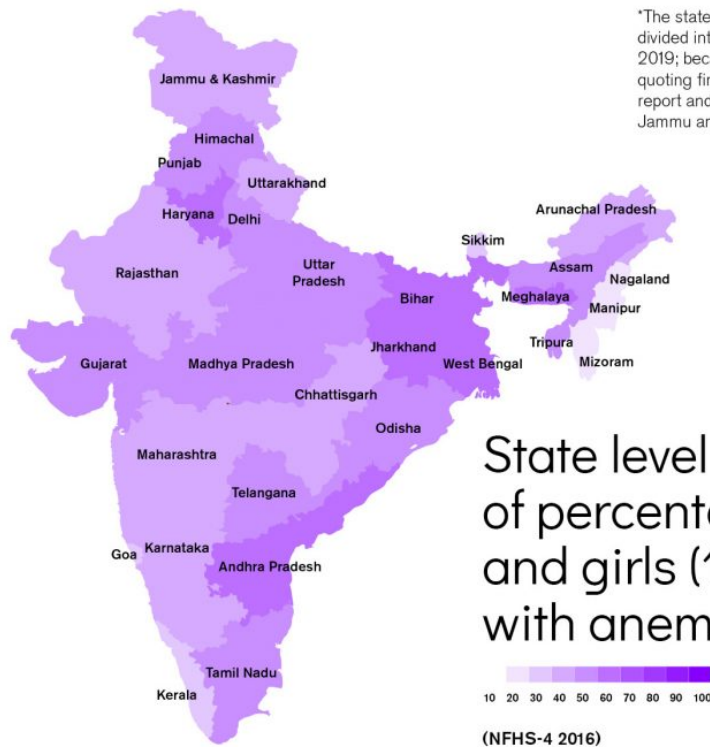 *The state
divided int
2019; bec
quoting fir
report and
Jammu ar
Jammu & Kashmir
Himachal
Punjab
Uttarakhand
Haryana
Delhi
Arunachal Pradesh
Sikkim
Rajasthan
Uttar
Pradesh
Assam
Nagaland
Bihar
Meghalaya
Manipur
Jharkhand
Tripura
Gujarat
Madhya Pradesh
West Bengal
Mizoram
Chhattisgarh
Odisha
Maharashtra
Telangana
Goa
Karnataka
Andhra Pradesh
Tamil Nadu
Kerala
State level
of percenta
and girls (1
with anem
10 20 30 40 50 60 70 80 90 100
(NFHS-4 2016)